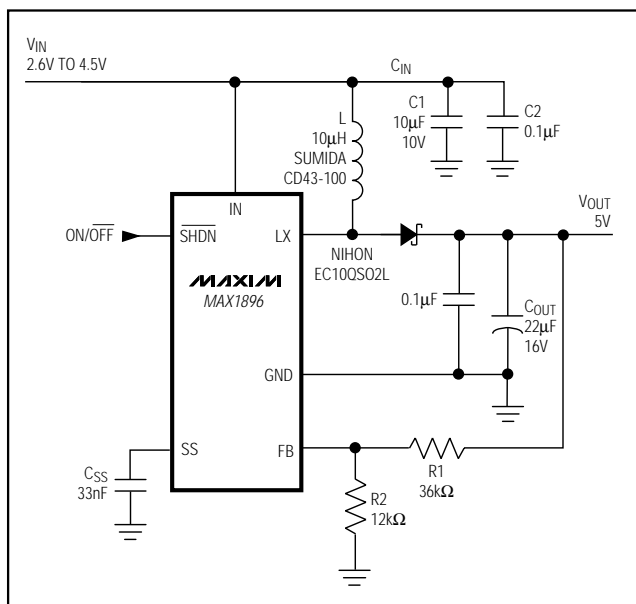 VIN
2.6V TO 4.5V
CIN
L
10μH
SUMIDA
CD43-100
C1
10μF
10V
C2
0.1μF
IN
ON/OFF
SHDN
LX
NIHON
EC10QSO2L
VOUT
5V
MAXIM
MAX1896
0.1μF
COUT
22μF
16V
GND
SS
FB
CSS
33nF
R1
36kΩ
R2
12kΩ